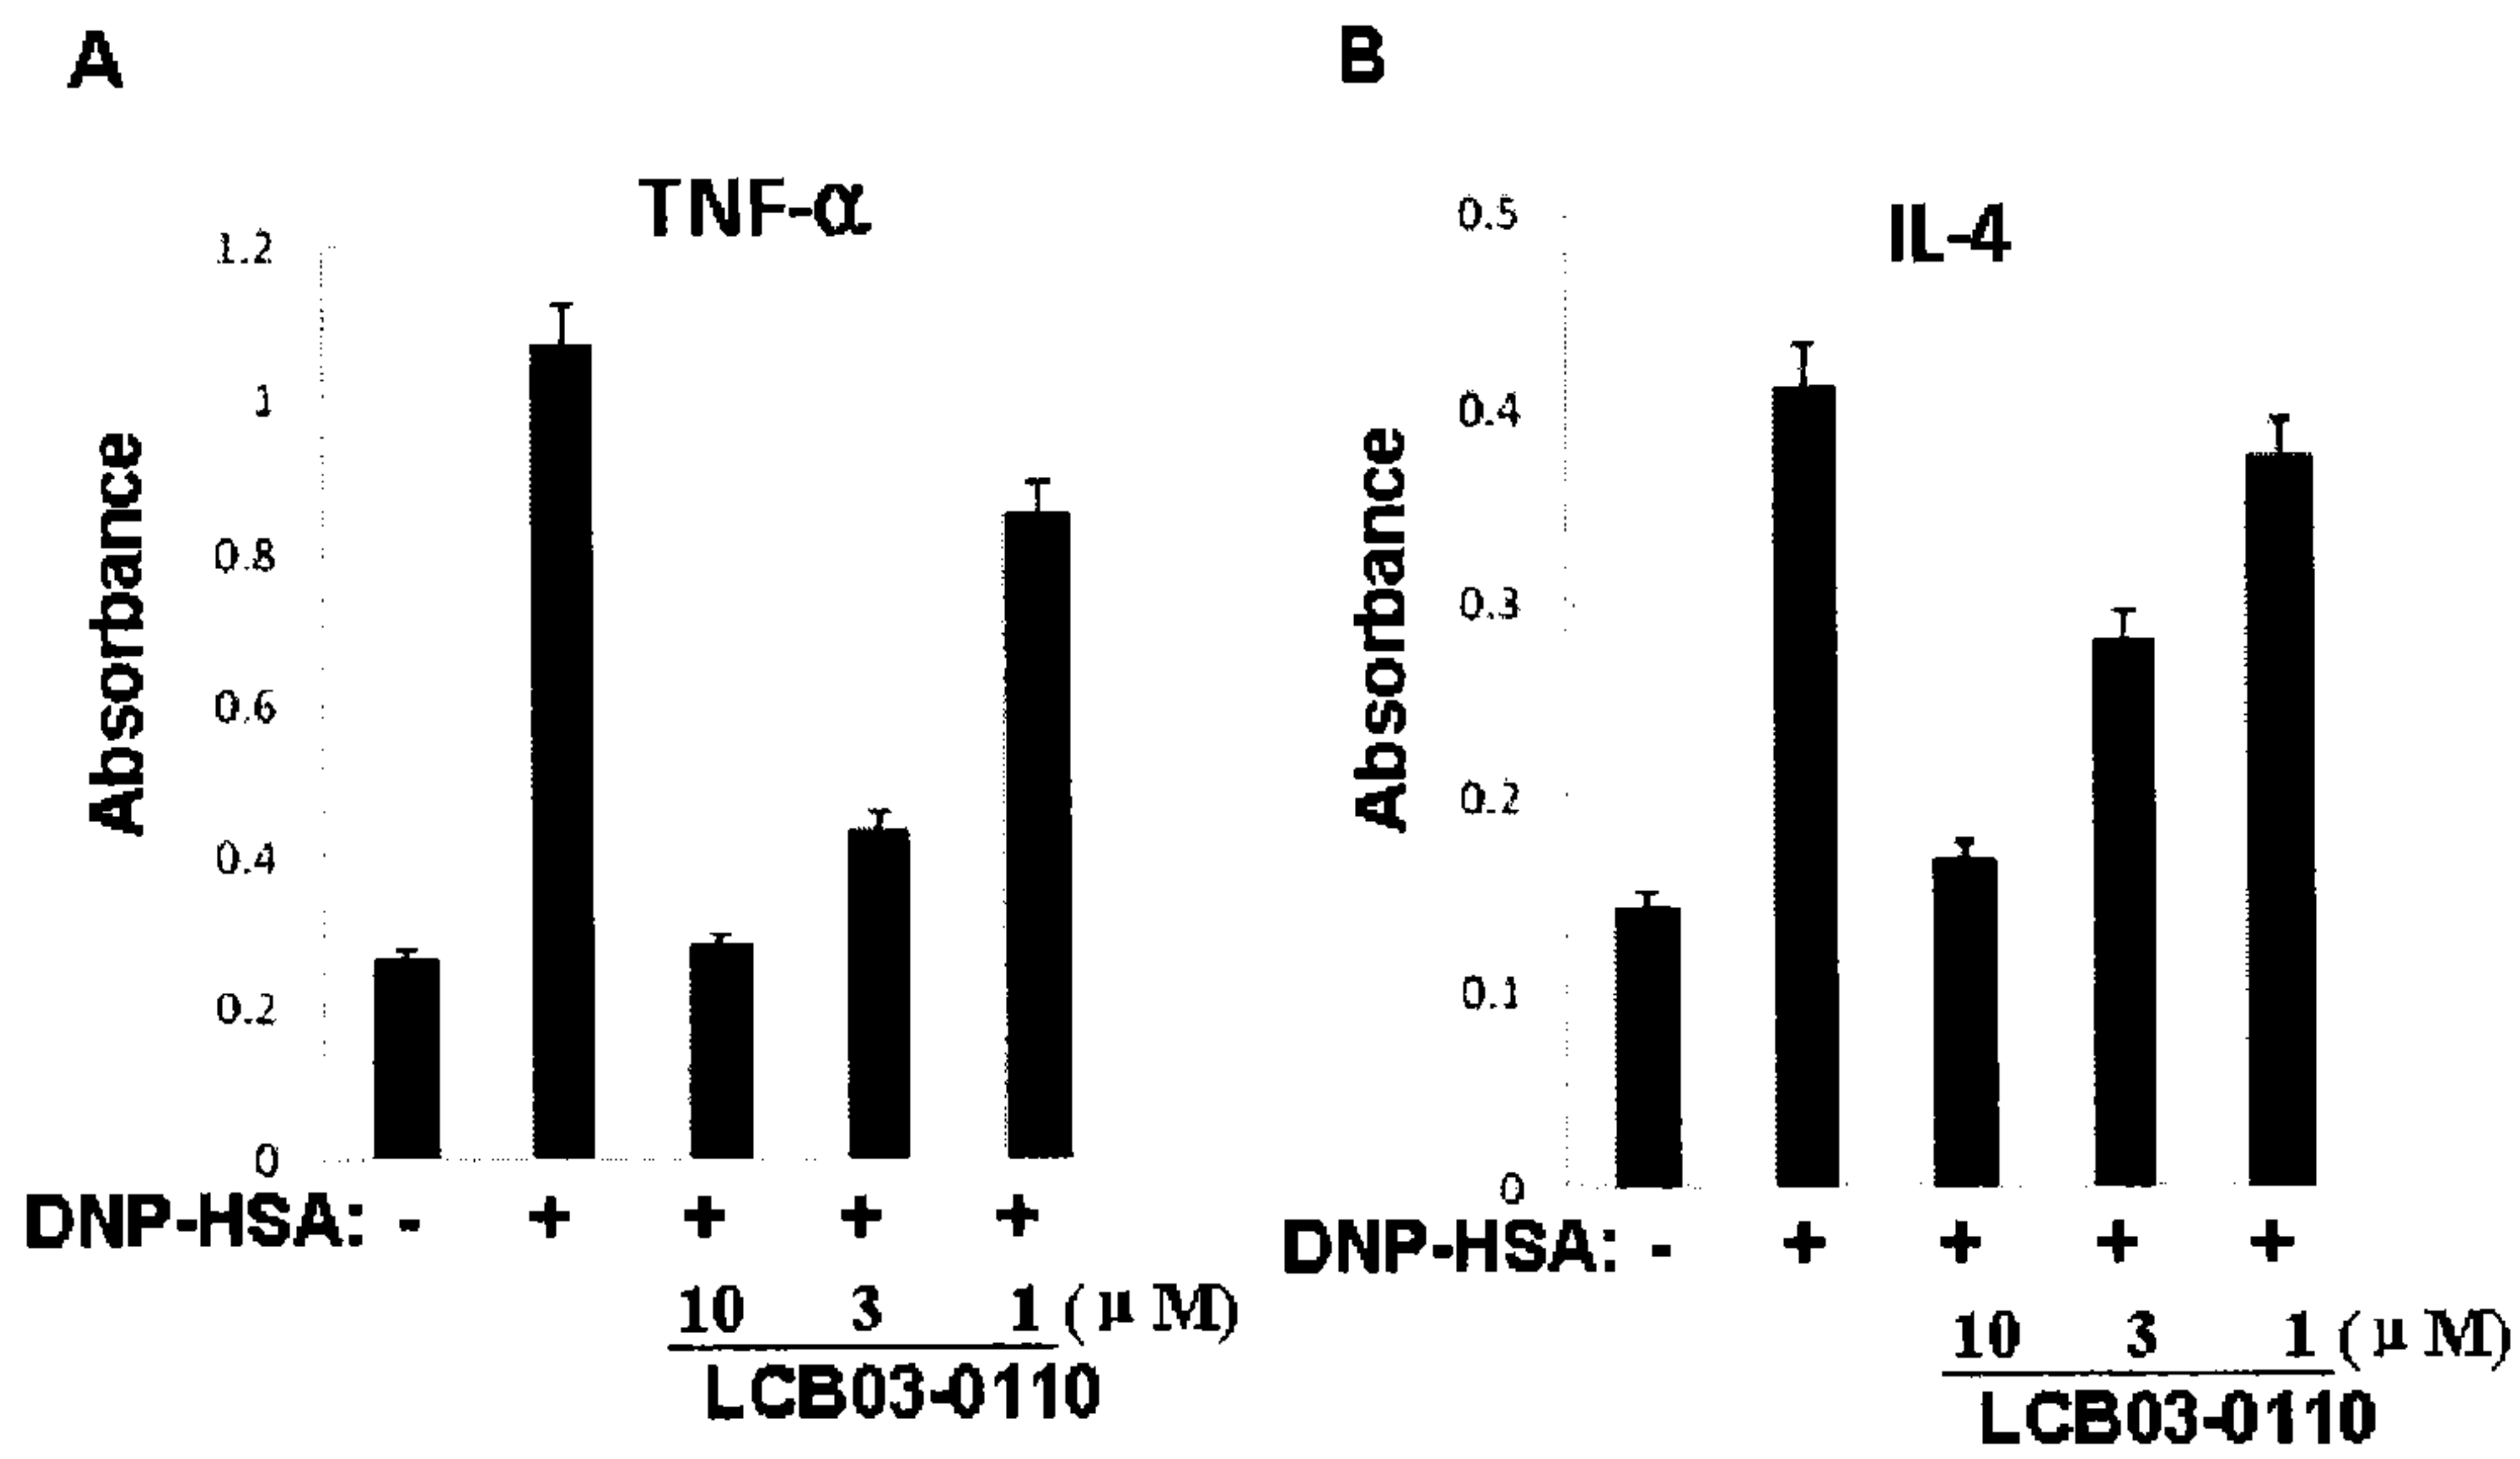 A
TNF-α
Absorbance
1.2
1
0.8
0.6
0.4
0.2
0
DNP-HSA: - + + + +
10 3 1 (μM)
LCB03-0110
B
IL-4
Absorbance
0.5
0.4
0.3
0.2
0.1
0
DNP-HSA: - + + + +
10 3 1 (μM)
LCB03-0110